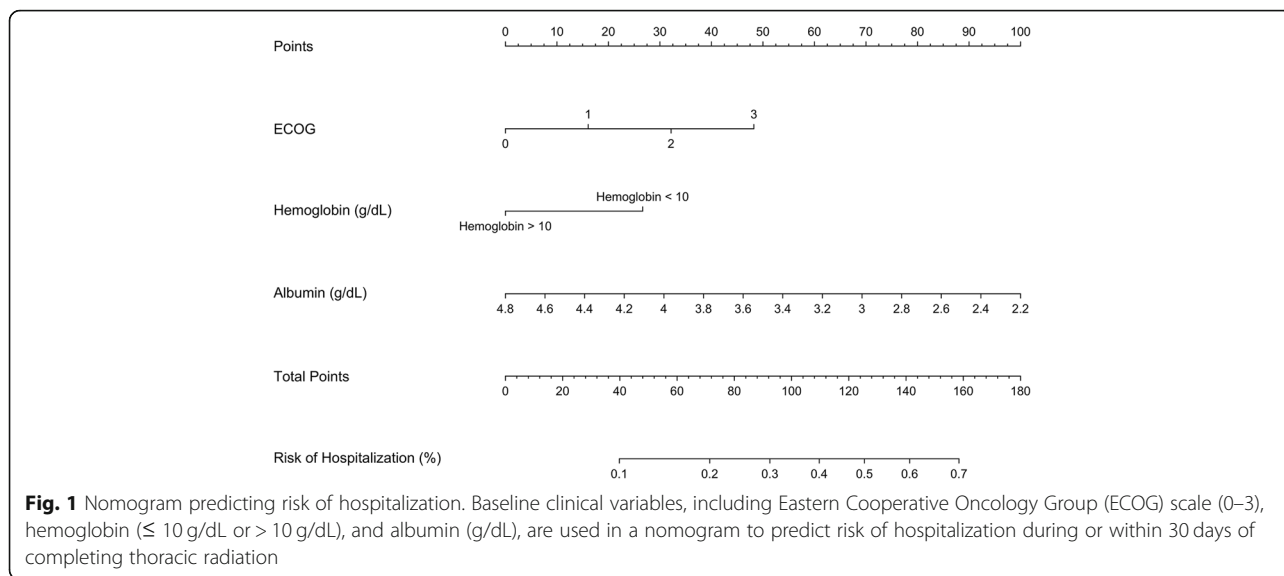 0 10 20 30 40 50 60 70 80 90 100
Points
1 3
ECOG
0 2
Hemoglobin < 10
Hemoglobin (g/dL)
Hemoglobin > 10
Albumin (g/dL)
4.8 4.6 4.4 4.2 4 3.8 3.6 3.4 3.2 3 2.8 2.6 2.4 2.2
Total Points
0 20 40 60 80 100 120 140 160 180
Risk of Hospitalization (%)
0.1 0.2 0.3 0.4 0.5 0.6 0.7
Fig. 1 Nomogram predicting risk of hospitalization. Baseline clinical variables, including Eastern Cooperative Oncology Group (ECOG) scale (0–3),
hemoglobin (≤ 10 g/dL or > 10 g/dL), and albumin (g/dL), are used in a nomogram to predict risk of hospitalization during or within 30 days of
completing thoracic radiation